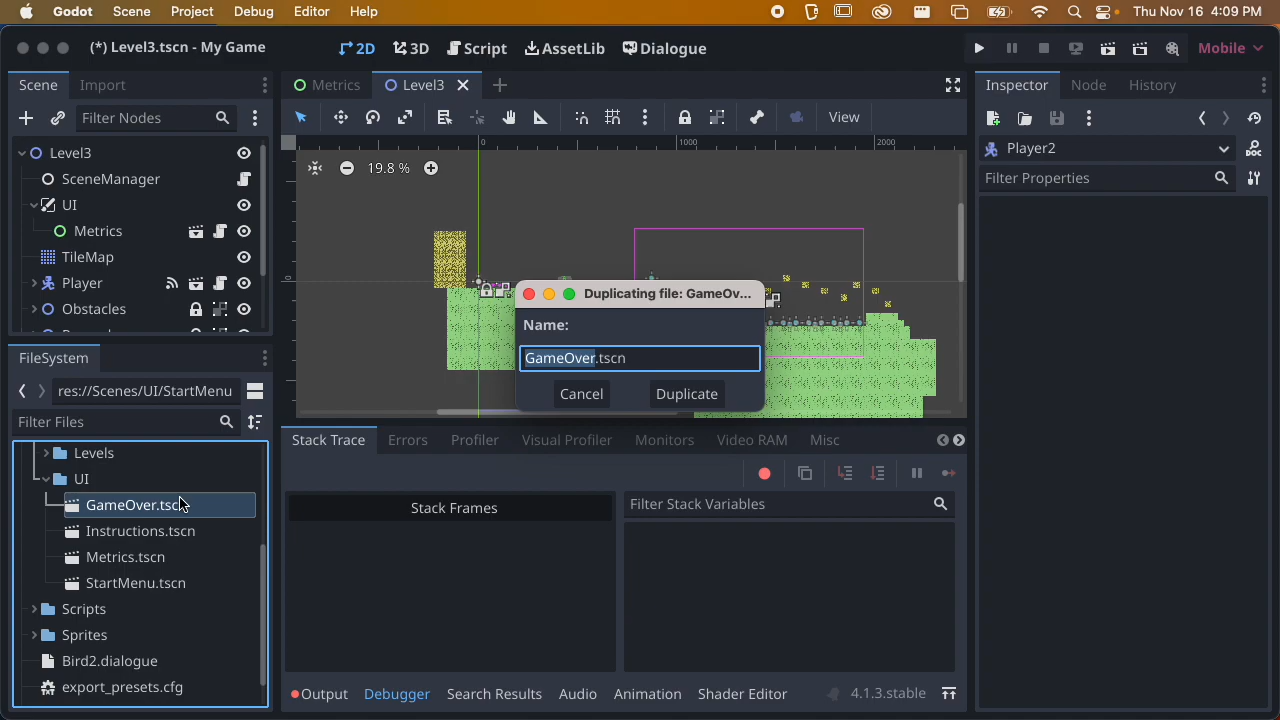 Godot Scene Project Debug Editor Help Thu Nov 16 4:09 PM
(*) Level3.tscn - My Game 2D 3D Script AssetLib Dialogue Mobile
Scene Import
Filter Nodes
Level3
SceneManager
UI
Metrics
TileMap
Player
Obstacles
FileSystem
res://Scenes/UI/StartMenu
Filter Files
Levels
UI
GameOver.tscn
Instructions.tscn
Metrics.tscn
StartMenu.tscn
Scripts
Sprites
Bird2.dialogue
export_presets.cfg
Metrics Level3
View
0 1000 2000
19.8 %
0
Duplicating file: GameOv...
Name:
GameOver.tscn
Cancel Duplicate
Stack Trace Errors Profiler Visual Profiler Monitors Video RAM Misc
Stack Frames
Filter Stack Variables
Output Debugger Search Results Audio Animation Shader Editor 4.1.3.stable
Inspector Node History
Player2
Filter Properties